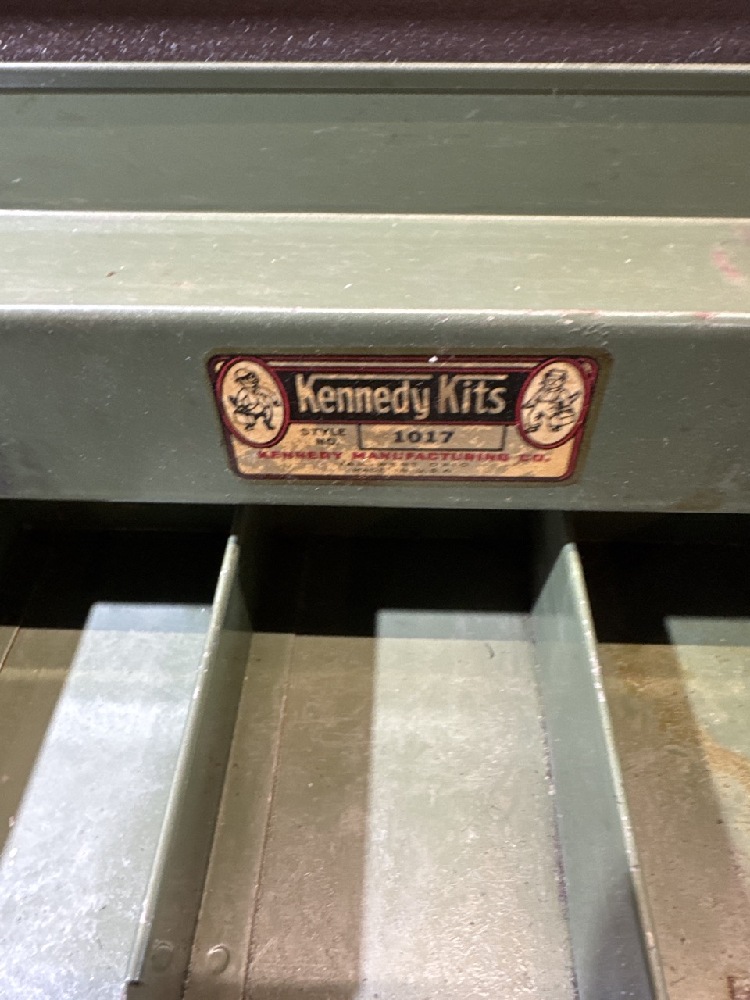 Kennedy Kits
STYLE NO. 1017
KENNEDY MANUFACTURING CO.